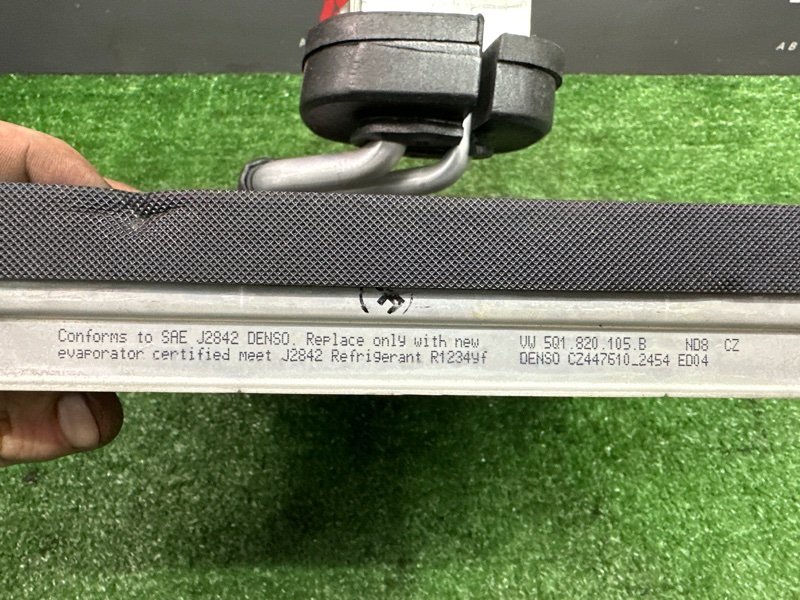 Conforms to SAE J2842 DENSO. Replace only with new
evaporator certified meet J2842 Refrigerant R1234yf
VW 5Q1.820.105.B ND8 CZ
DENSO CZ447610_2454 ED04